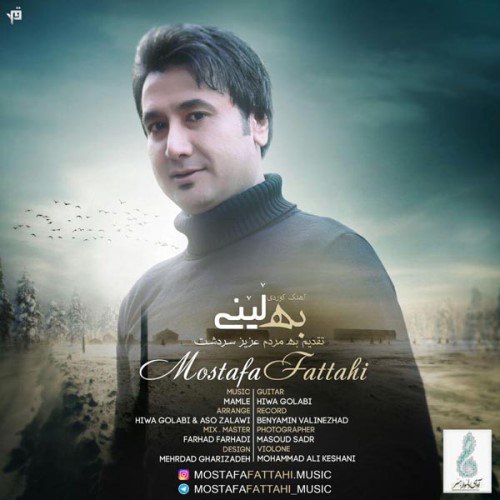 آهنگ کوردی
بهڵێنێ
تقدیم به مردم عزیز سردشت
Mostafa Fattahi
MUSIC GUITAR
MAMLE HIWA GOLABI
ARRANGE RECORD
HIWA GOLABI & ASO ZALAWI BENYAMIN VALINEZHAD
MIX . MASTER PHOTOGRAPHER
FARHAD FARHADI MASOUD SADR
DESIGN VIOLONE
MEHRDAD GHARIZADEH MOHAMMAD ALI KESHANI
MOSTAFAFATTAHI.MUSIC
MOSTAFAFATTAHI_MUSIC